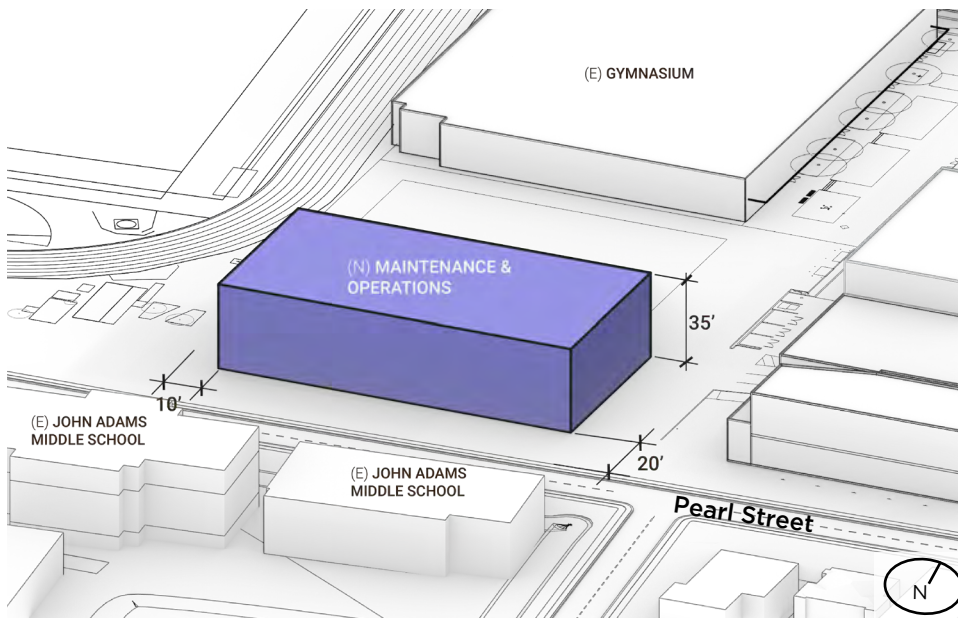 (E) GYMNASIUM
(N) MAINTENANCE &
OPERATIONS
35’
10’
(E) JOHN ADAMS
MIDDLE SCHOOL
(E) JOHN ADAMS
MIDDLE SCHOOL
20’
Pearl Street
N